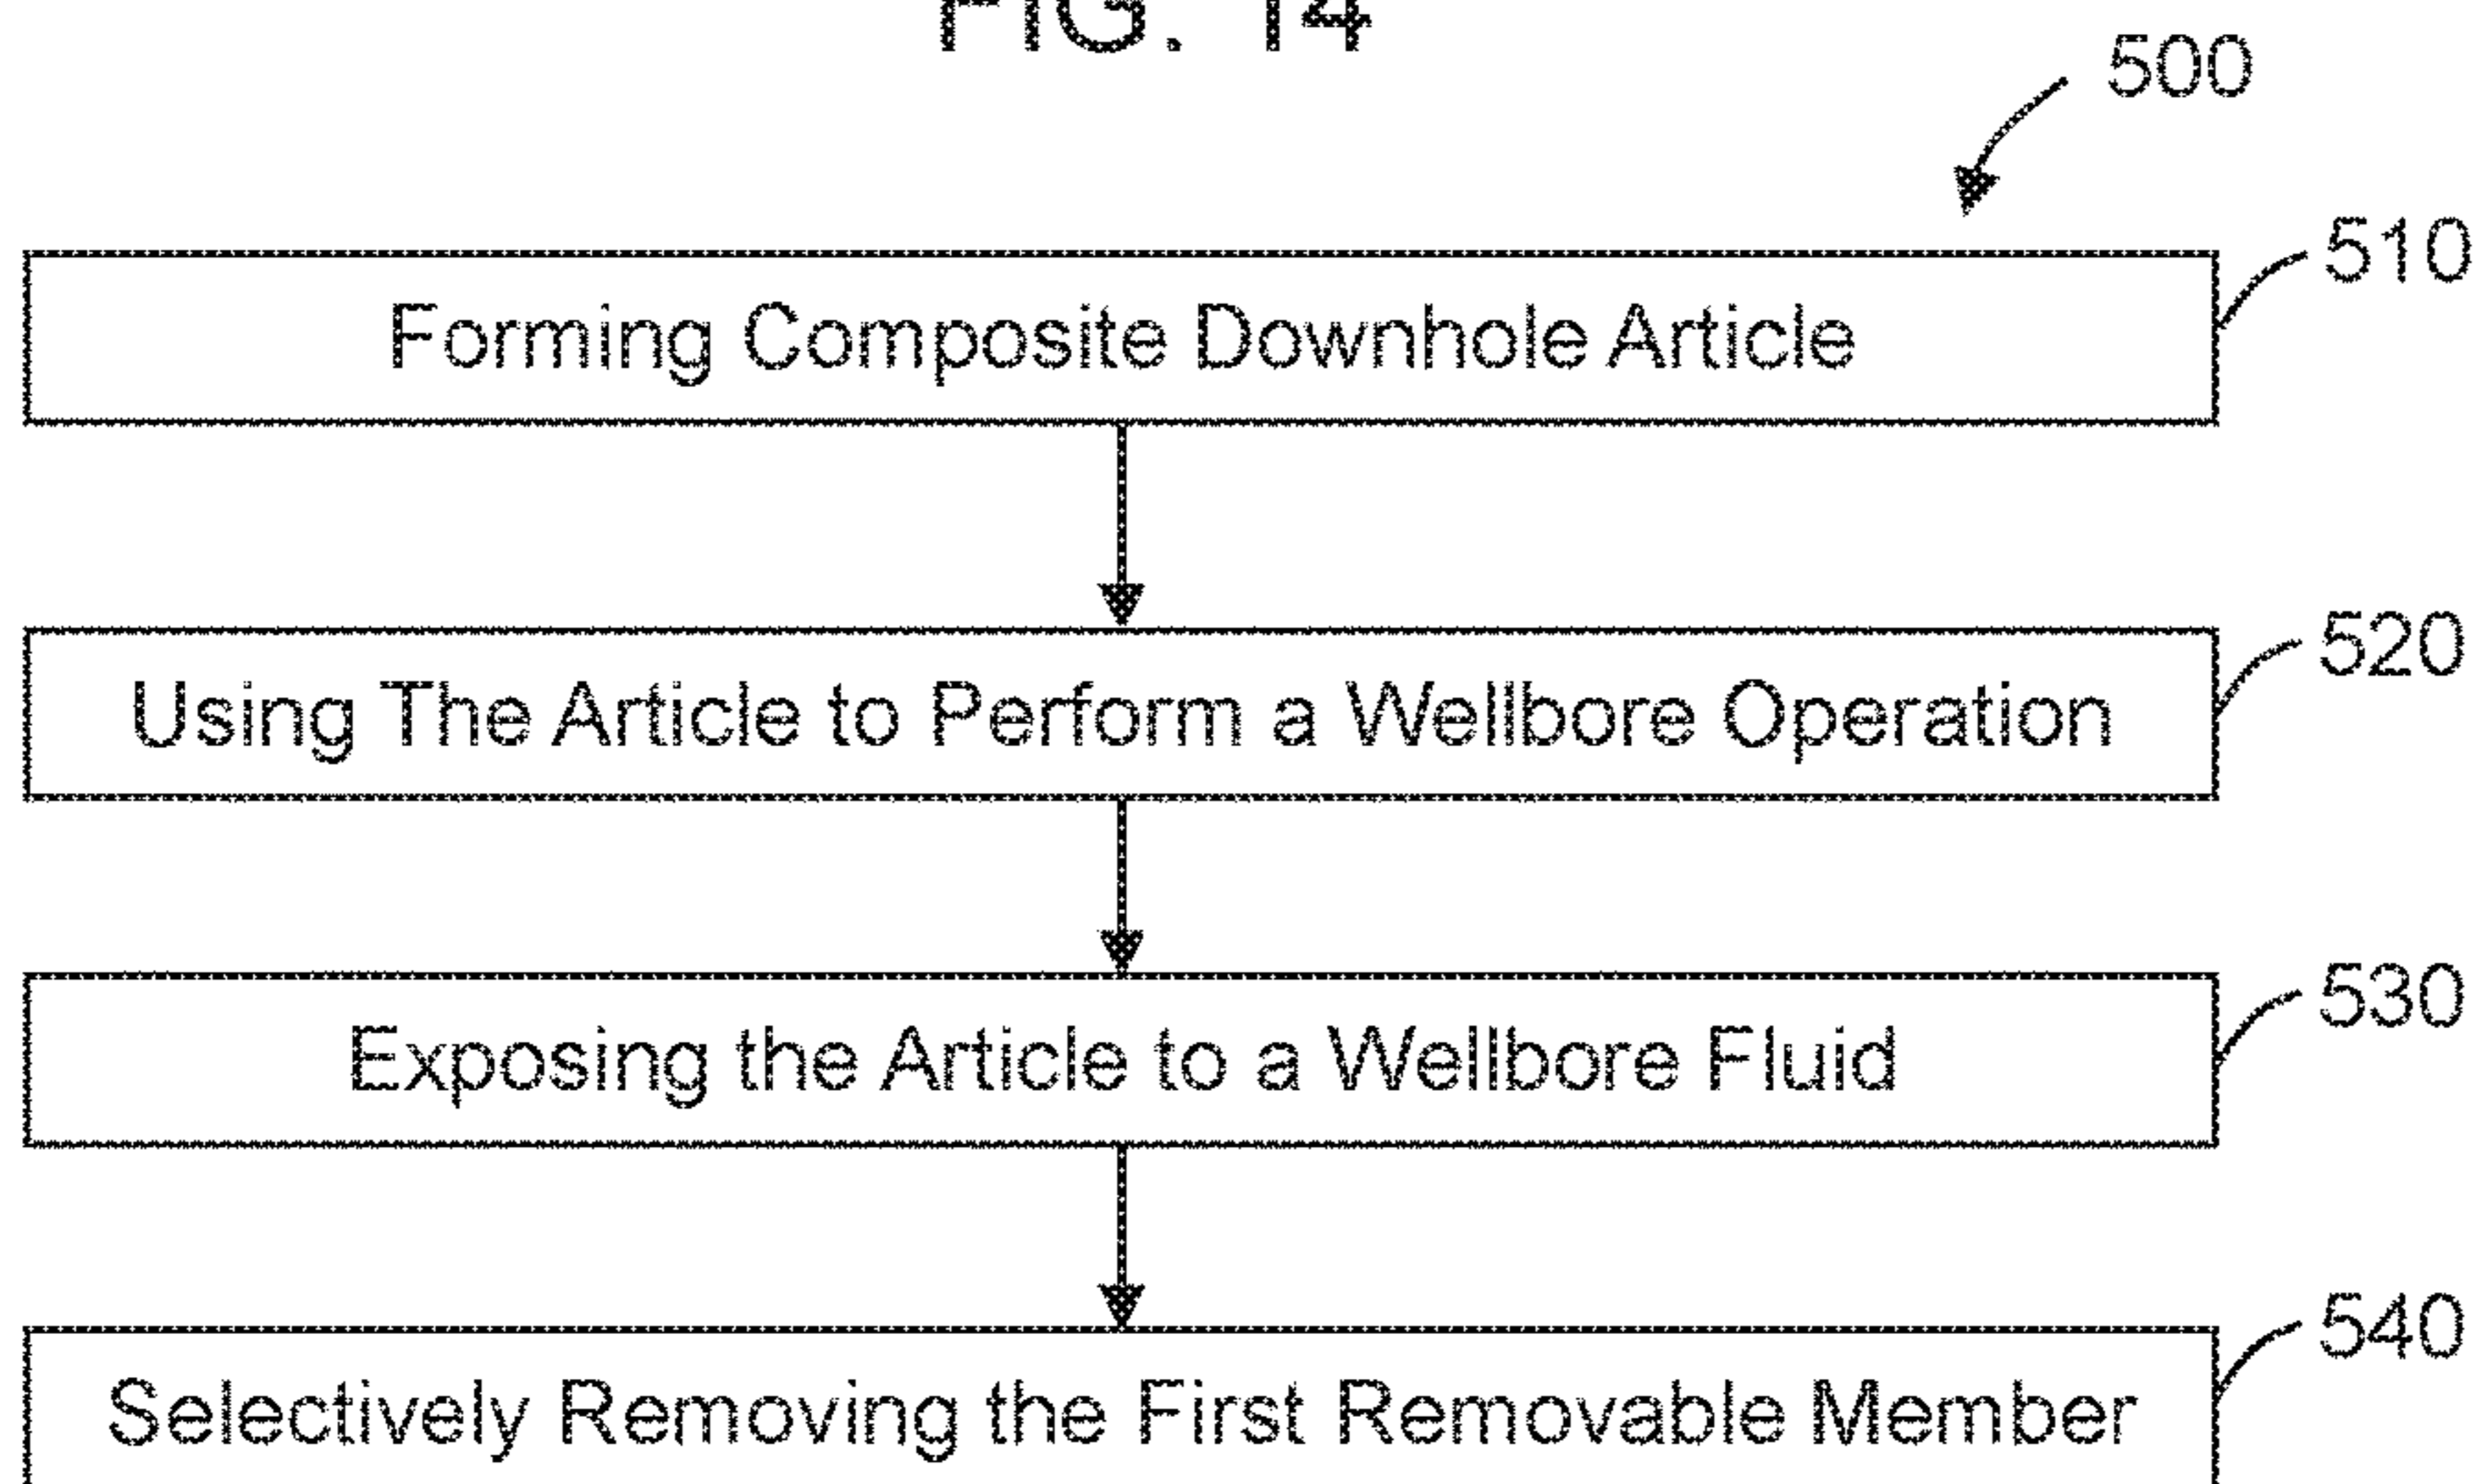 FIG. 14
500
510
Forming Composite Downhole Article
520
Using The Article to Perform a Wellbore Operation
530
Exposing the Article to a Wellbore Fluid
540
Selectively Removing the First Removable Member